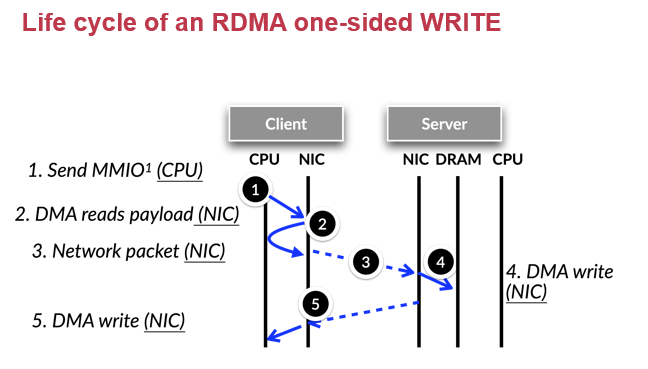 Life cycle of an RDMA one-sided WRITE
Client
Server
CPU NIC
NIC DRAM CPU
1. Send MMIO¹ (CPU)
1
2. DMA reads payload (NIC)
2
3. Network packet (NIC)
3
4
4. DMA write
(NIC)
5
5. DMA write (NIC)